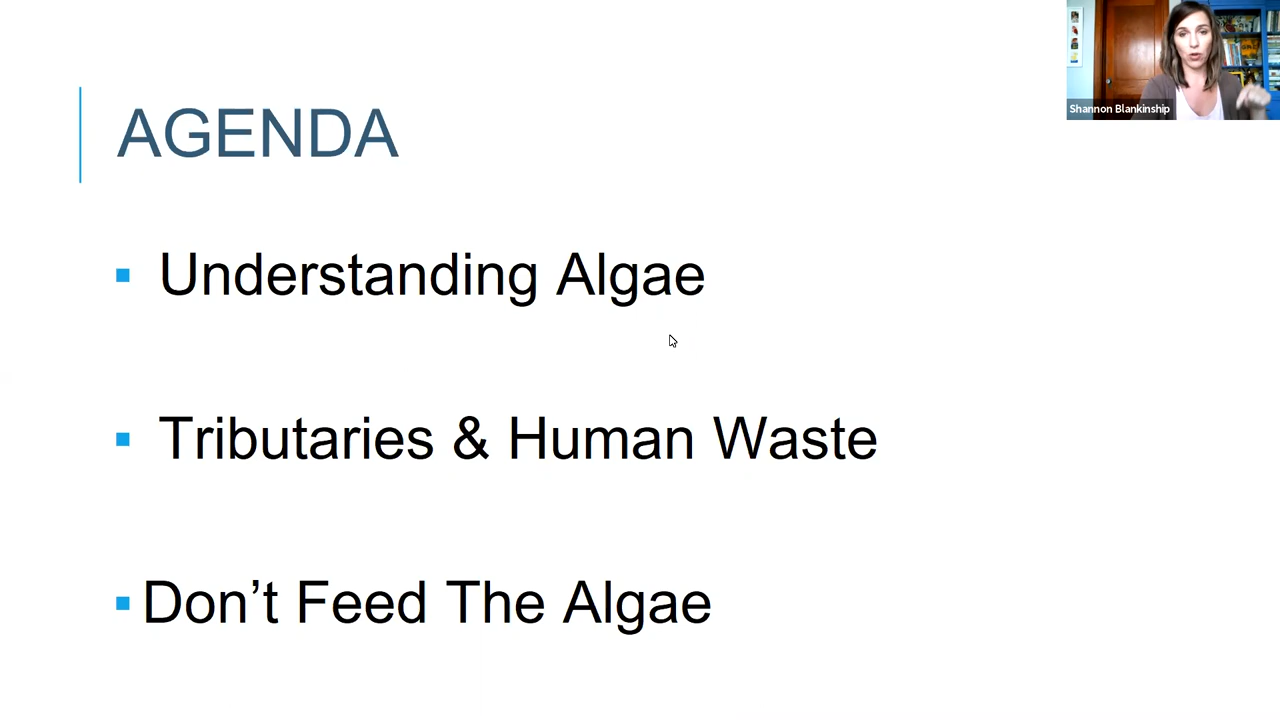 Shannon Blankinship
AGENDA
▪ Understanding Algae
▪ Tributaries & Human Waste
▪ Don’t Feed The Algae